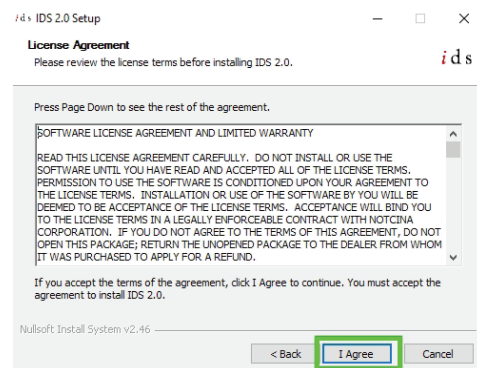 ids IDS 2.0 Setup
License Agreement
Please review the license terms before installing IDS 2.0.
ids
Press Page Down to see the rest of the agreement.
SOFTWARE LICENSE AGREEMENT AND LIMITED WARRANTY
READ THIS LICENSE AGREEMENT CAREFULLY. DO NOT INSTALL OR USE THE
SOFTWARE UNTIL YOU HAVE READ AND ACCEPTED ALL OF THE LICENSE TERMS.
PERMISSION TO USE THE SOFTWARE IS CONDITIONED UPON YOUR AGREEMENT TO
THE LICENSE TERMS. INSTALLATION OR USE OF THE SOFTWARE BY YOU WILL BE
DEEMED TO BE ACCEPTANCE OF THE LICENSE TERMS. ACCEPTANCE WILL BIND YOU
TO THE LICENSE TERMS IN A LEGALLY ENFORCEABLE CONTRACT WITH NOTCINA
CORPORATION. IF YOU DO NOT AGREE TO THE TERMS OF THIS AGREEMENT, DO NOT
OPEN THIS PACKAGE; RETURN THE UNOPENED PACKAGE TO THE DEALER FROM WHOM
IT WAS PURCHASED TO APPLY FOR A REFUND.
If you accept the terms of the agreement, click I Agree to continue. You must accept the
agreement to install IDS 2.0.
Nullsoft Install System v2.46
< Back I Agree Cancel